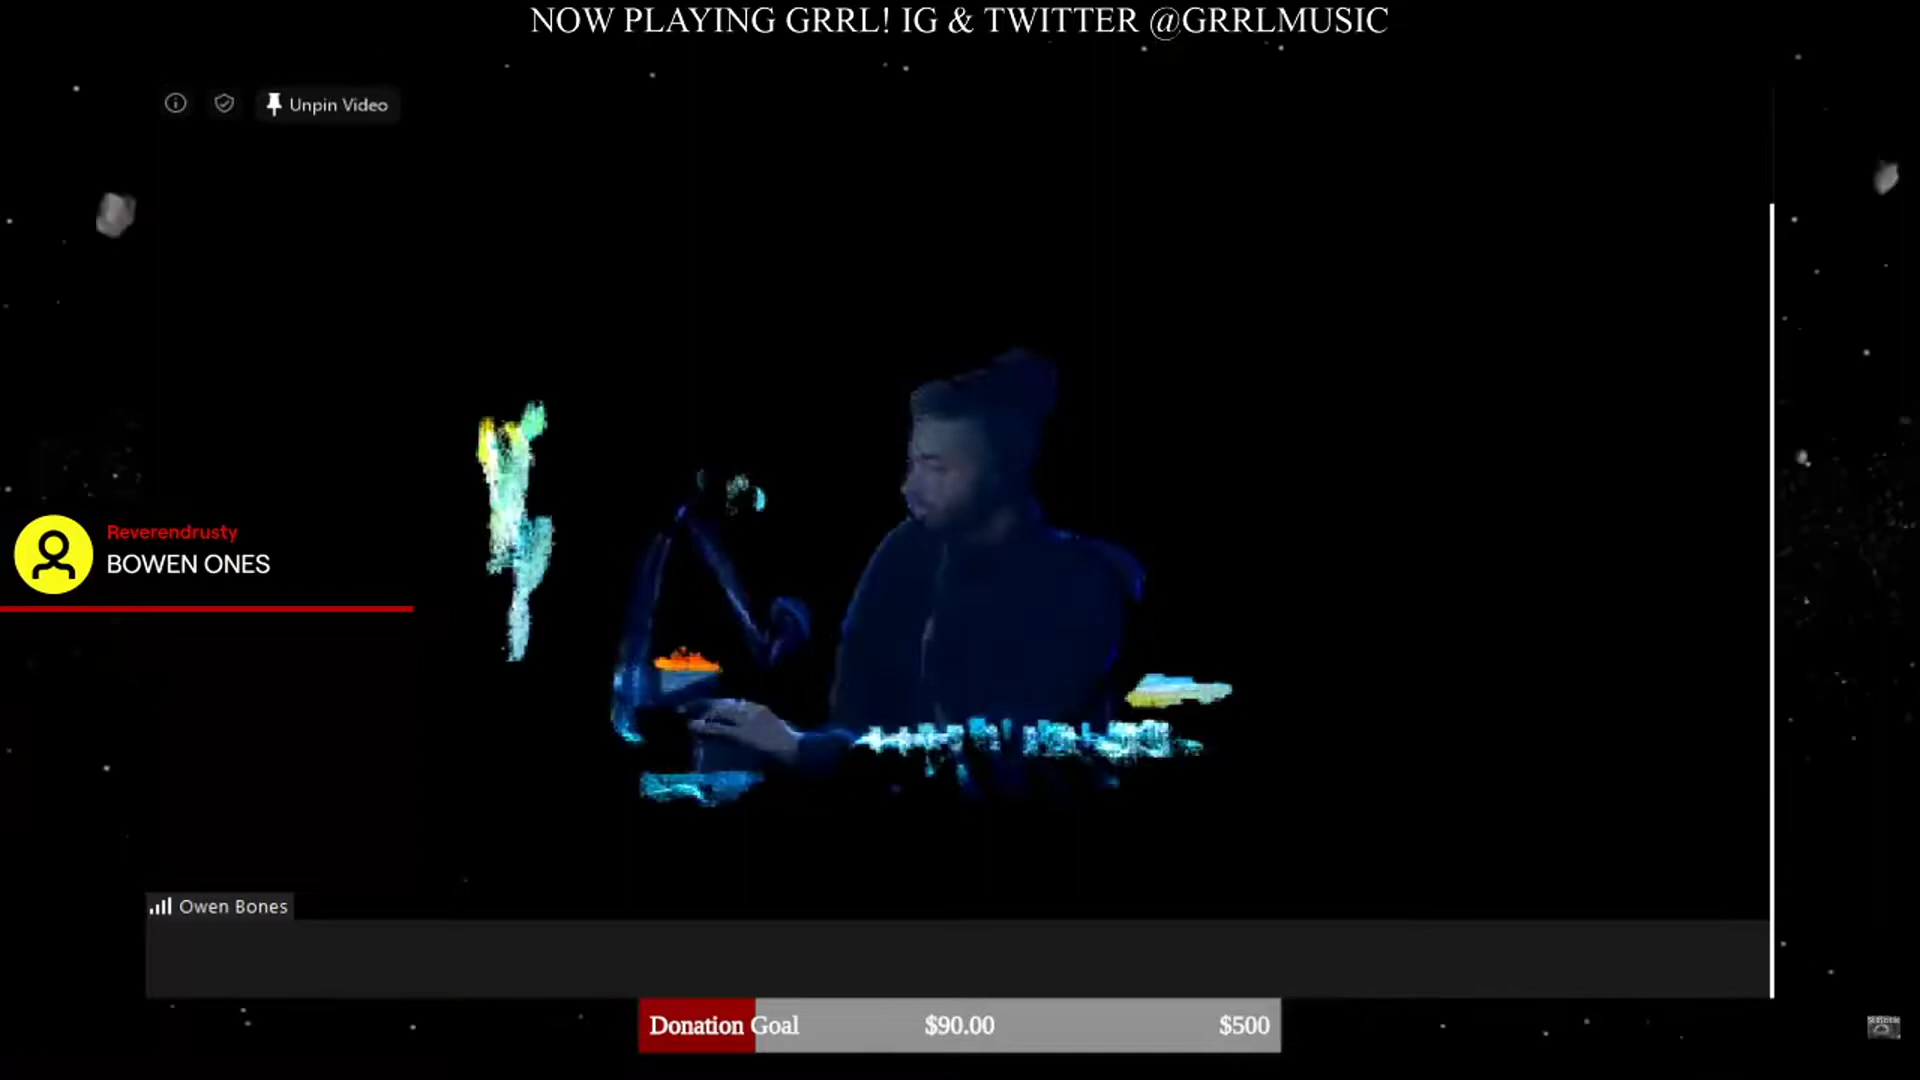 NOW PLAYING GRRL! IG & TWITTER @GRRLMUSIC
Unpin Video
Reverendrusty
BOWEN ONES
Owen Bones
Donation Goal $90.00 $500